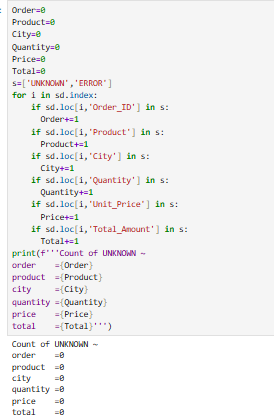 Order=0
Product=0
City=0
Quantity=0
Price=0
Total=0
s=['UNKNOWN','ERROR']
for i in sd.index:
    if sd.loc[i,'Order_ID'] in s:
      Order+=1
    if sd.loc[i,'Product'] in s:
      Product+=1
    if sd.loc[i,'City'] in s:
      City+=1
    if sd.loc[i,'Quantity'] in s:
      Quantity+=1
    if sd.loc[i,'Unit_Price'] in s:
      Price+=1
    if sd.loc[i,'Total_Amount'] in s:
      Total+=1
print(f'''Count of UNKNOWN ~
order    ={Order}
product  ={Product}
city     ={City}
quantity ={Quantity}
price    ={Price}
total    ={Total}''')
Count of UNKNOWN ~
order    =0
product  =0
city     =0
quantity =0
price    =0
total    =0